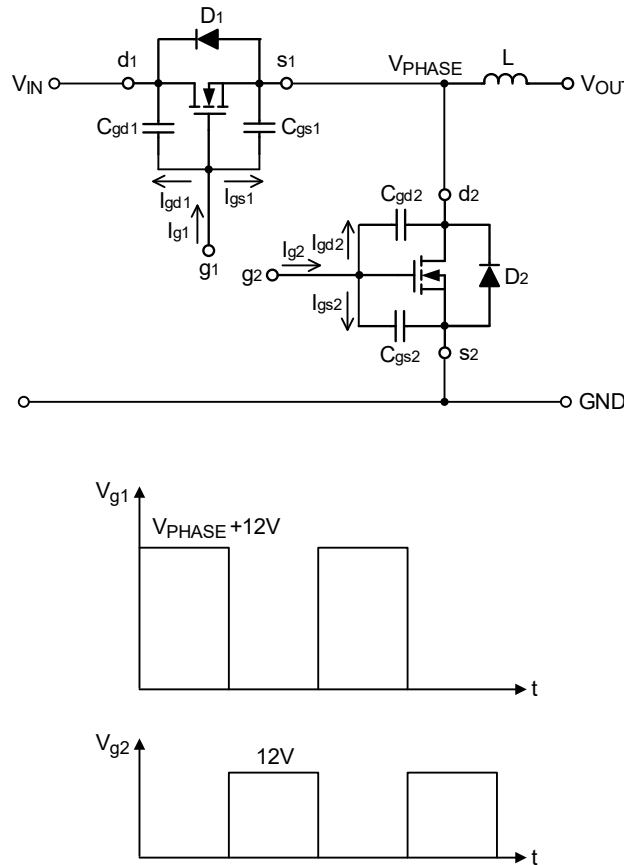 D1
d1
s1
VPHASE
L
VIN
VOUT
Cgd1
Cgs1
Igd1
Igs1
Ig1
g1
Cgd2
d2
Ig2
Igd2
g2
D2
Igs2
Cgs2
s2
GND
Vg1
VPHASE +12V
t
Vg2
12V
t